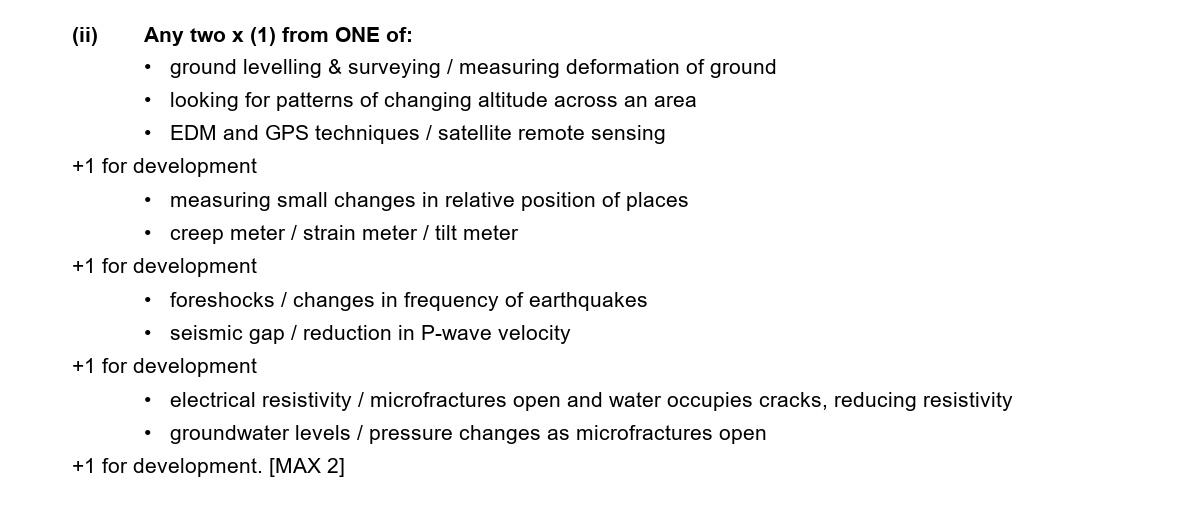 (ii) Any two x (1) from ONE of:
• ground levelling & surveying / measuring deformation of ground
• looking for patterns of changing altitude across an area
• EDM and GPS techniques / satellite remote sensing
+1 for development
• measuring small changes in relative position of places
• creep meter / strain meter / tilt meter
+1 for development
• foreshocks / changes in frequency of earthquakes
• seismic gap / reduction in P-wave velocity
+1 for development
• electrical resistivity / microfractures open and water occupies cracks, reducing resistivity
• groundwater levels / pressure changes as microfractures open
+1 for development. [MAX 2]